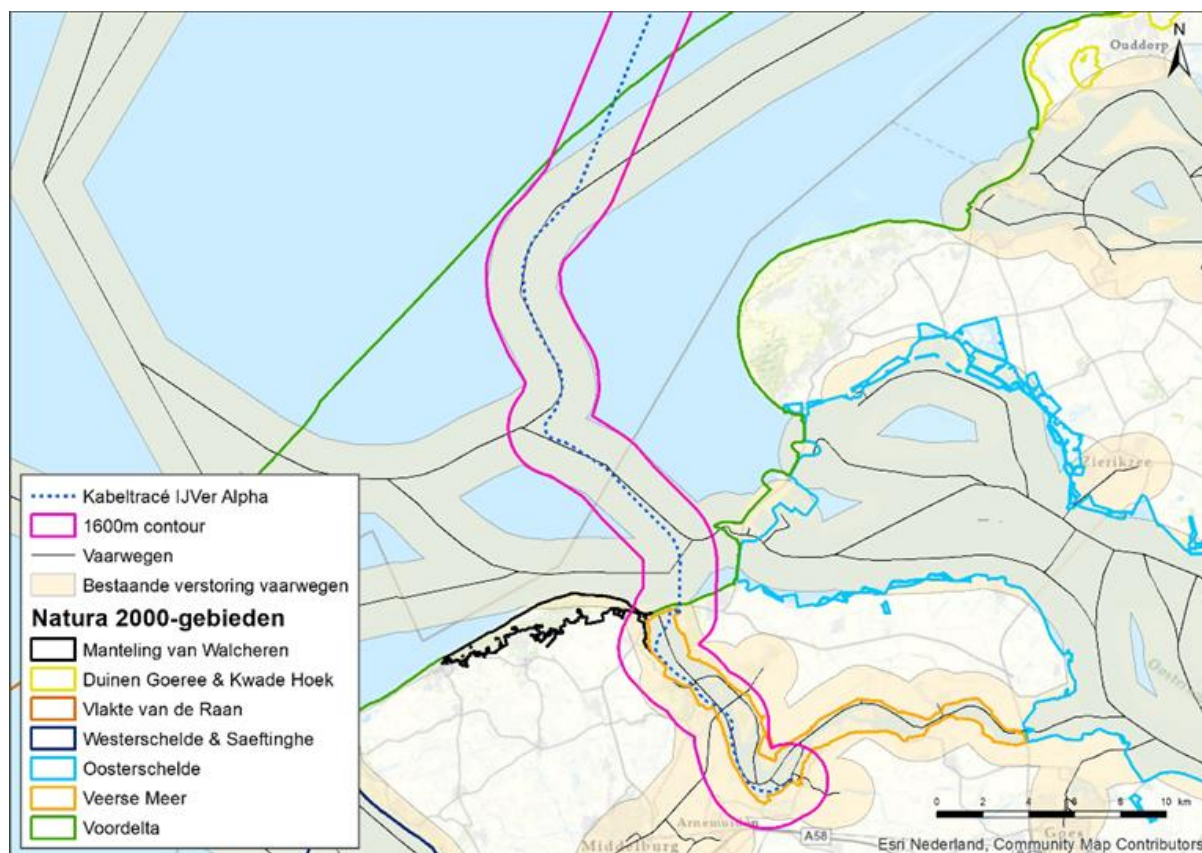 Ouddorp
N
Zierikzee
Kabeltracé IJVer Alpha
1600m contour
Vaarwegen
Bestaande verstoring vaarwegen
Natura 2000-gebieden
Manteling van Walcheren
Duinen Goeree & Kwade Hoek
Vlakte van de Raan
Westerschelde & Saeftinghe
Oosterschelde
Veerse Meer
Voordelta
0 2 4 6 8 10 km
Arnemuiden
Middelburg
A58
Goes
Esri Nederland, Community Map Contributors